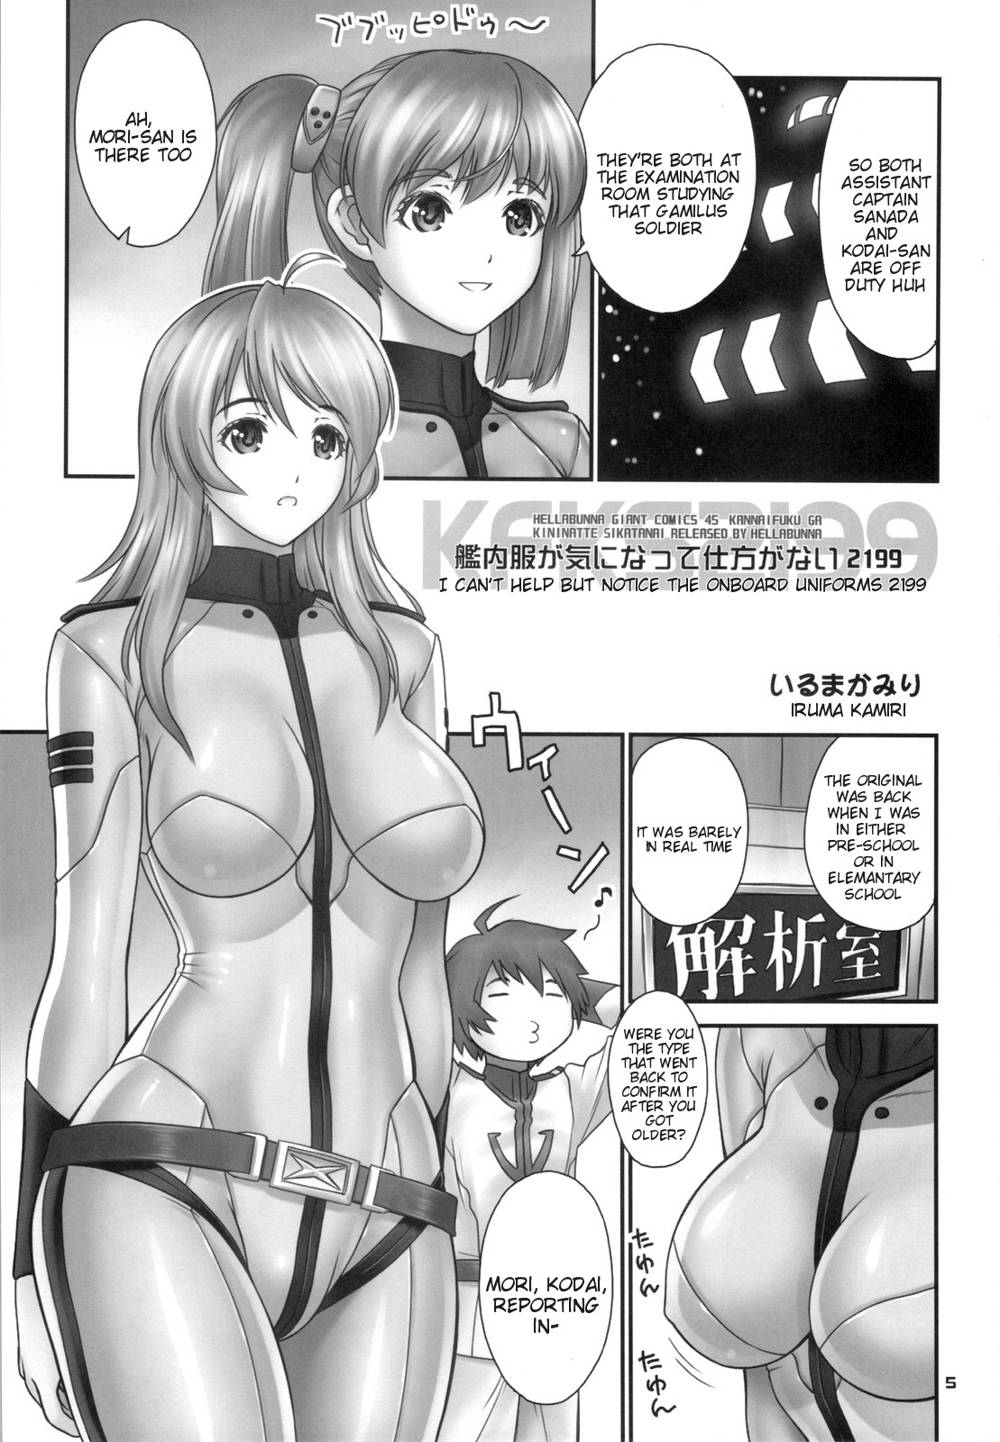 SO BOTH
ASSISTANT
CAPTAIN
SANADA
AND
KODAI-SAN
ARE OFF
DUTY HUH
THEY'RE BOTH AT
THE EXAMINATION
ROOM STUDYING
THAT GAMILLUS
SOLDIER
ブブッピドゥ〜
AH,
MORI-SAN IS
THERE TOO
KAKA2199
HELLABUNNA GIANT COMICS 45 KANNAIFUKU GA
KININATTE SIKATANAI RELEASED BY HELLABUNNA
艦内服が気になって仕方がない2199
I CAN'T HELP BUT NOTICE THE ONBOARD UNIFORMS 2199
いるまかみり
IRUMA KAMIRI
THE ORIGINAL
WAS BACK
WHEN I WAS
IN EITHER
PRE-SCHOOL
OR IN
ELEMANTARY
SCHOOL
IT WAS BARELY
IN REAL TIME
解析室
ウィーン
WERE YOU
THE TYPE
THAT WENT
BACK TO
CONFIRM IT
AFTER YOU
GOT
OLDER?
たゆん
たゆん
MORI, KODAI,
REPORTING
IN-
5